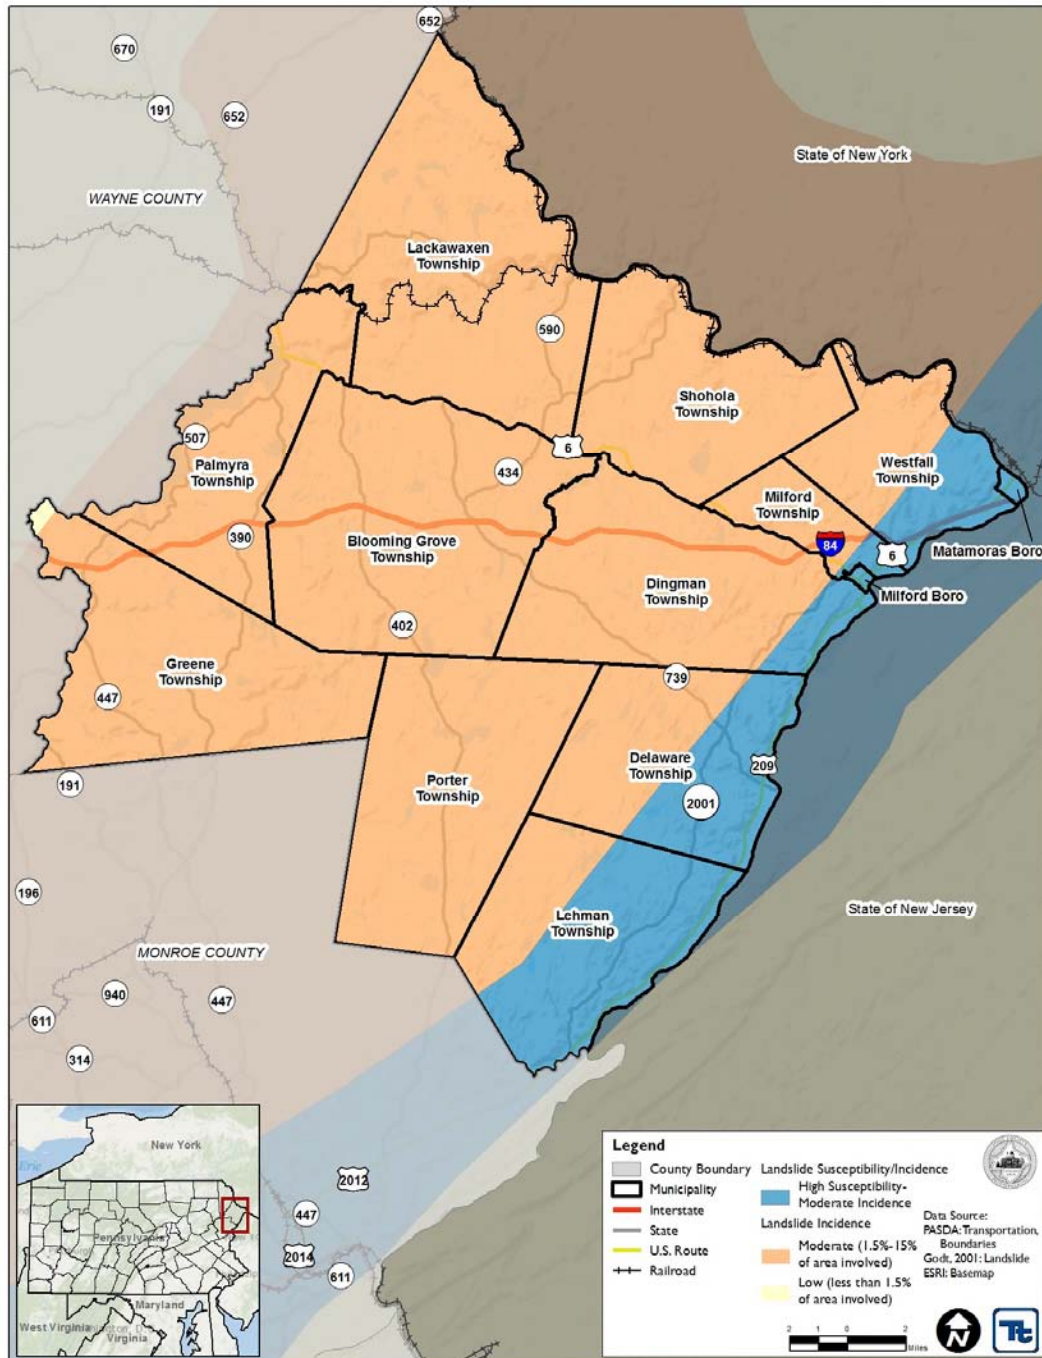 652
670
191
652
State of New York
WAYNE COUNTY
Lackawaxen
Township
590
Shohola
Township
507
6
434
Palmyra
Township
Westfall
Township
Milford
Township
390
Blooming Grove
Township
84
6
Matamoras Boro
Dingman
Township
Milford Boro
402
Greene
Township
447
739
191
Porter
Township
Delaware
Township
209
2001
196
Lehman
Township
State of New Jersey
MONROE COUNTY
940
447
611
314
New York
Erie
Pennsylvania
Maryland
West Virginia
Virginia
2012
447
2014
611
Legend
County Boundary
Municipality
Interstate
State
U.S. Route
Railroad
Landslide Susceptibility/Incidence
High Susceptibility-
Moderate Incidence
Landslide Incidence
Moderate (1.5%-15%
of area involved)
Low (less than 1.5%
of area involved)
Data Source:
PASDA: Transportation,
Boundaries
Godt, 2001: Landslide
ESRI: Basemap
2 1 0 2
Miles
N
Tt